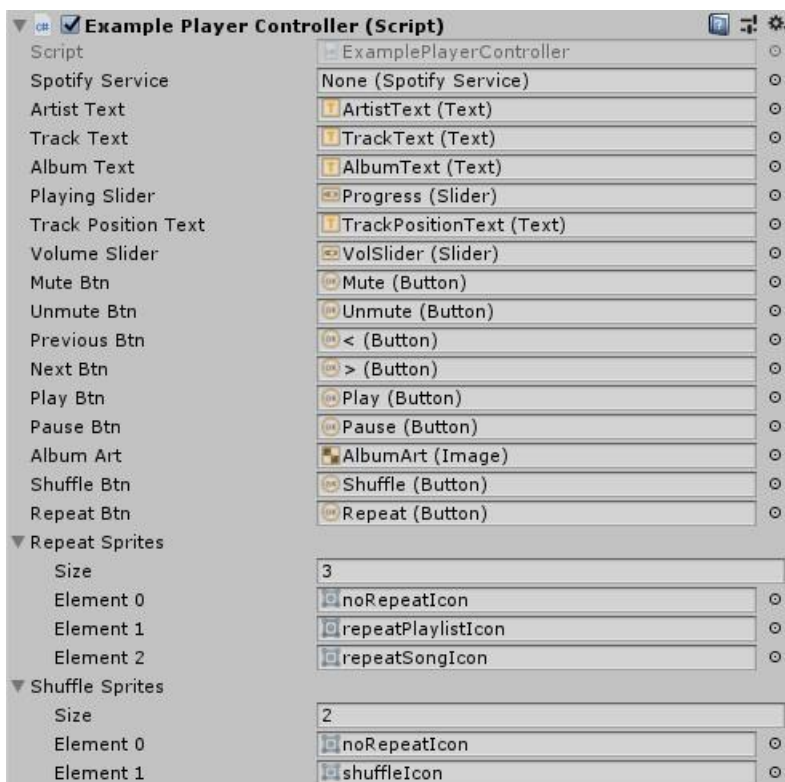 Example Player Controller (Script)
Script ExamplePlayerController
Spotify Service None (Spotify Service)
Artist Text ArtistText (Text)
Track Text TrackText (Text)
Album Text AlbumText (Text)
Playing Slider Progress (Slider)
Track Position Text TrackPositionText (Text)
Volume Slider VolSlider (Slider)
Mute Btn Mute (Button)
Unmute Btn Unmute (Button)
Previous Btn < (Button)
Next Btn > (Button)
Play Btn Play (Button)
Pause Btn Pause (Button)
Album Art AlbumArt (Image)
Shuffle Btn Shuffle (Button)
Repeat Btn Repeat (Button)
Repeat Sprites
Size 3
Element 0 noRepeatIcon
Element 1 repeatPlaylistIcon
Element 2 repeatSongIcon
Shuffle Sprites
Size 2
Element 0 noRepeatIcon
Element 1 shuffleIcon